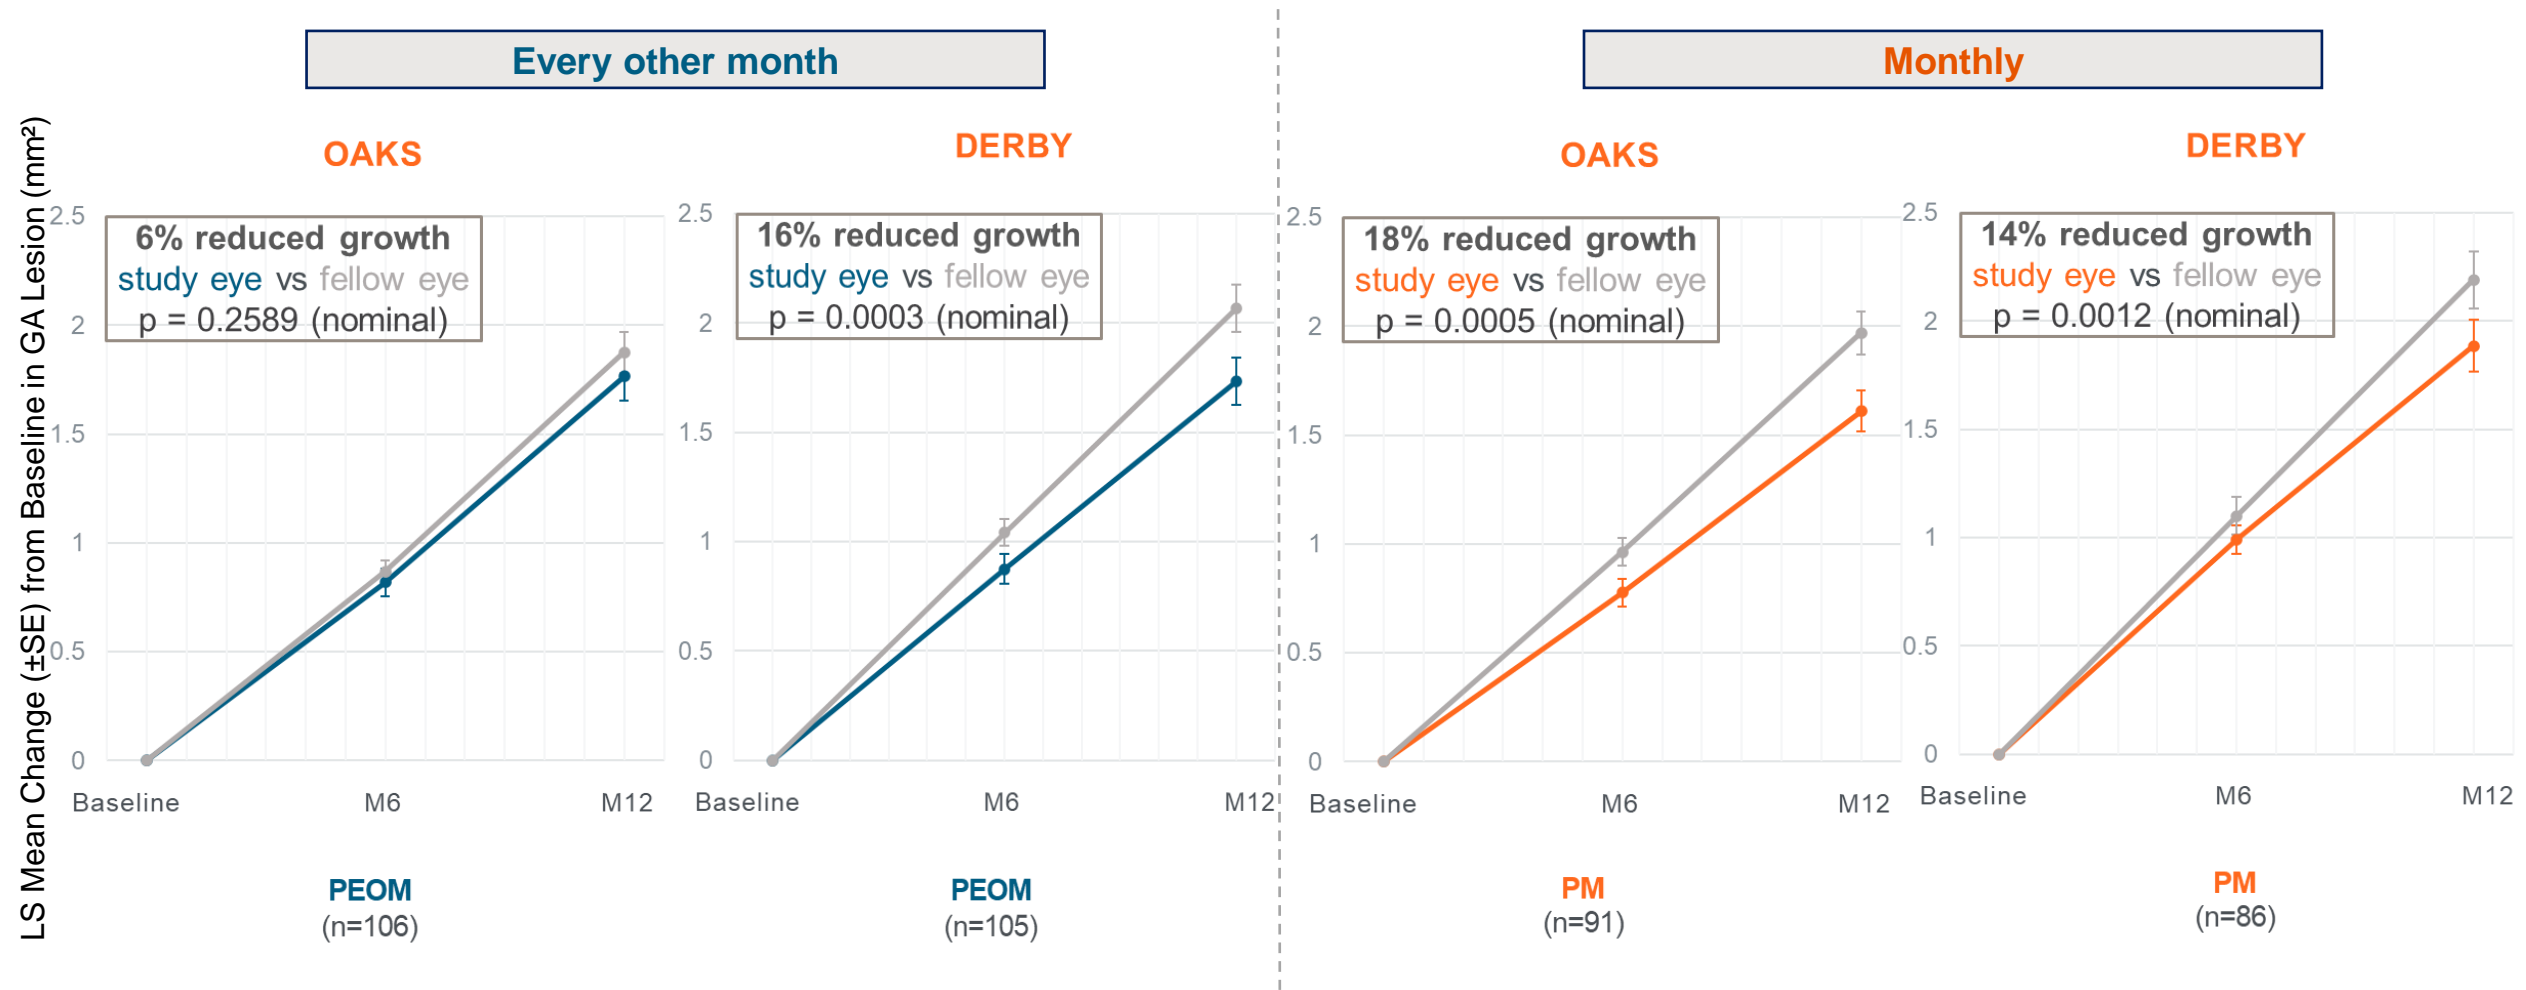 Every other month
Monthly
LS Mean Change (±SE) from Baseline in GA Lesion (mm²)
OAKS
2.5
2
1.5
1
0.5
0
6% reduced growth
study eye vs fellow eye
p = 0.2589 (nominal)
Baseline
M6
M12
PEOM
(n=106)
DERBY
2.5
2
1.5
1
0.5
0
16% reduced growth
study eye vs fellow eye
p = 0.0003 (nominal)
Baseline
M6
M12
PEOM
(n=105)
OAKS
2.5
2
1.5
1
0.5
0
18% reduced growth
study eye vs fellow eye
p = 0.0005 (nominal)
Baseline
M6
M12
PM
(n=91)
DERBY
2.5
2
1.5
1
0.5
0
14% reduced growth
study eye vs fellow eye
p = 0.0012 (nominal)
Baseline
M6
M12
PM
(n=86)